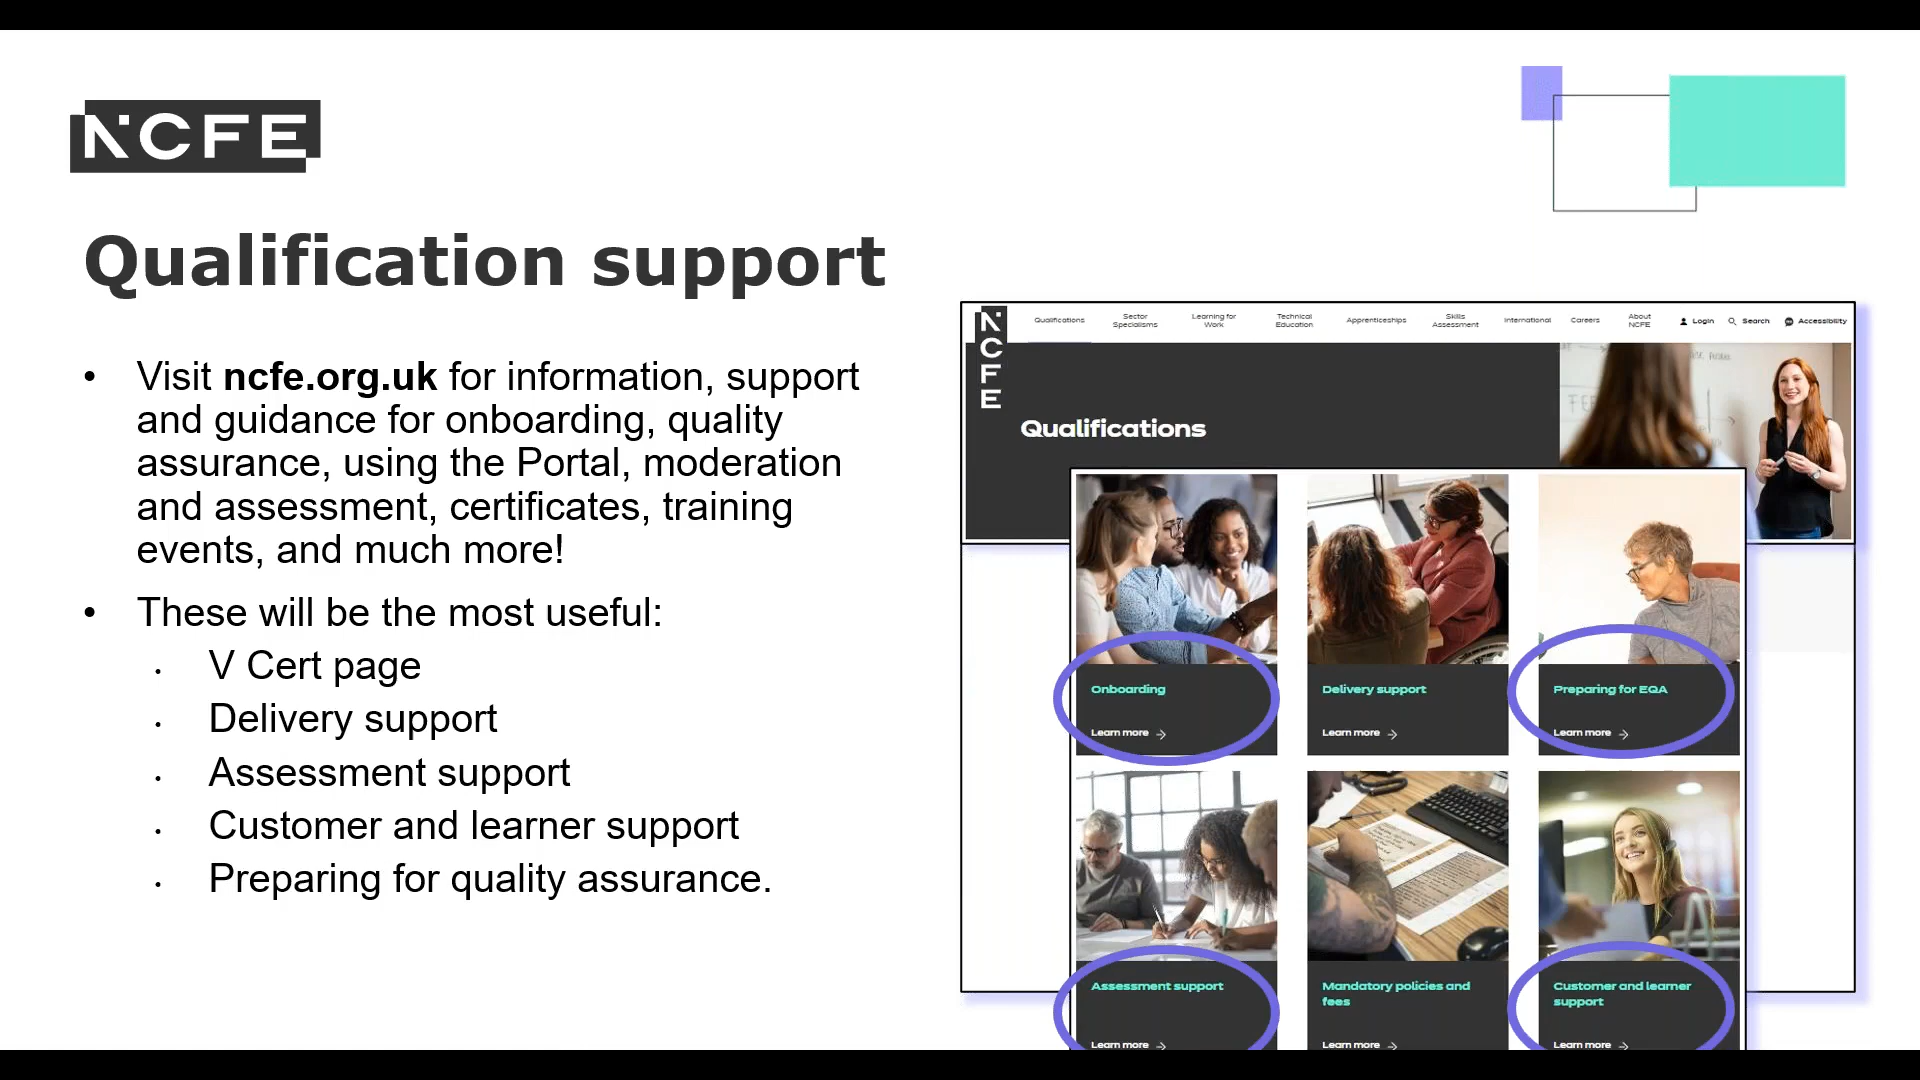 NCFE
Qualification support
• Visit ncfe.org.uk for information, support
and guidance for onboarding, quality
assurance, using the Portal, moderation
and assessment, certificates, training
events, and much more!
• These will be the most useful:
• V Cert page
• Delivery support
• Assessment support
• Customer and learner support
• Preparing for quality assurance.
NCFE
Qualifications
Sector
Specialisms
Learning for
Work
Technical
Education
Apprenticeships
Skills
Assessment
International
Careers
About
NCFE
Login
Search
Accessibility
Qualifications
Onboarding
Learn more →
Delivery support
Learn more →
Preparing for EQA
Learn more →
Assessment support
Learn more →
Mandatory policies and
fees
Learn more →
Customer and learner
support
Learn more →